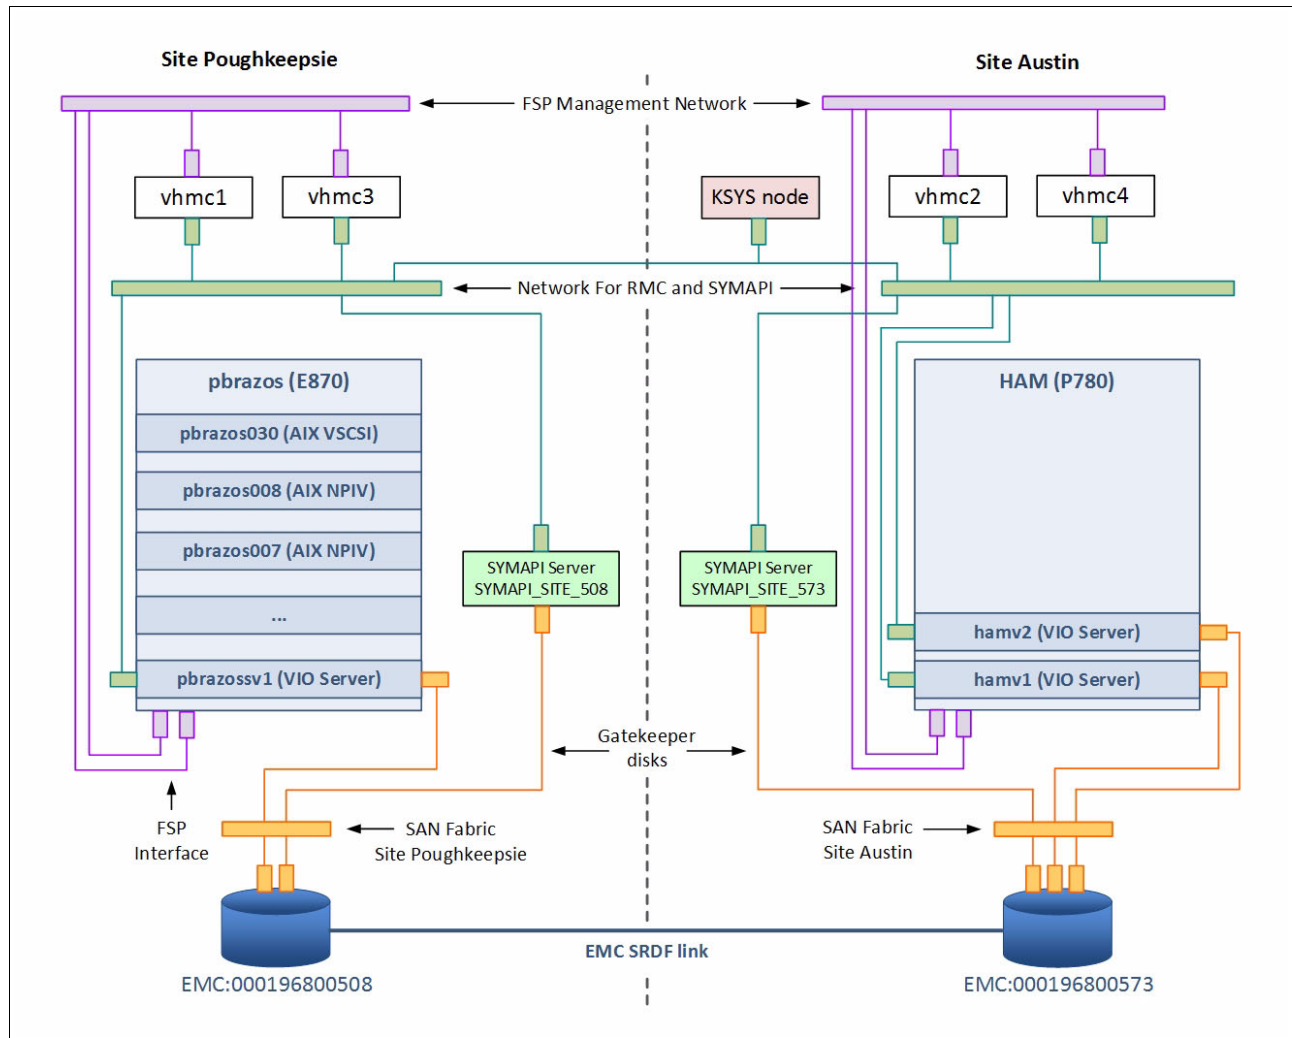 Site Poughkeepsie
Site Austin
FSP Management Network
vhmc1
vhmc3
KSYS node
vhmc2
vhmc4
Network For RMC and SYMAPI
pbrazos (E870)
HAM (P780)
pbrazos030 (AIX VSCSI)
pbrazos008 (AIX NPIV)
pbrazos007 (AIX NPIV)
...
pbrazossv1 (VIO Server)
SYMAPI Server
SYMAPI_SITE_508
SYMAPI Server
SYMAPI_SITE_573
hamv2 (VIO Server)
hamv1 (VIO Server)
Gatekeeper
disks
FSP
Interface
SAN Fabric
Site Poughkeepsie
SAN Fabric
Site Austin
EMC SRDF link
EMC:000196800508
EMC:000196800573